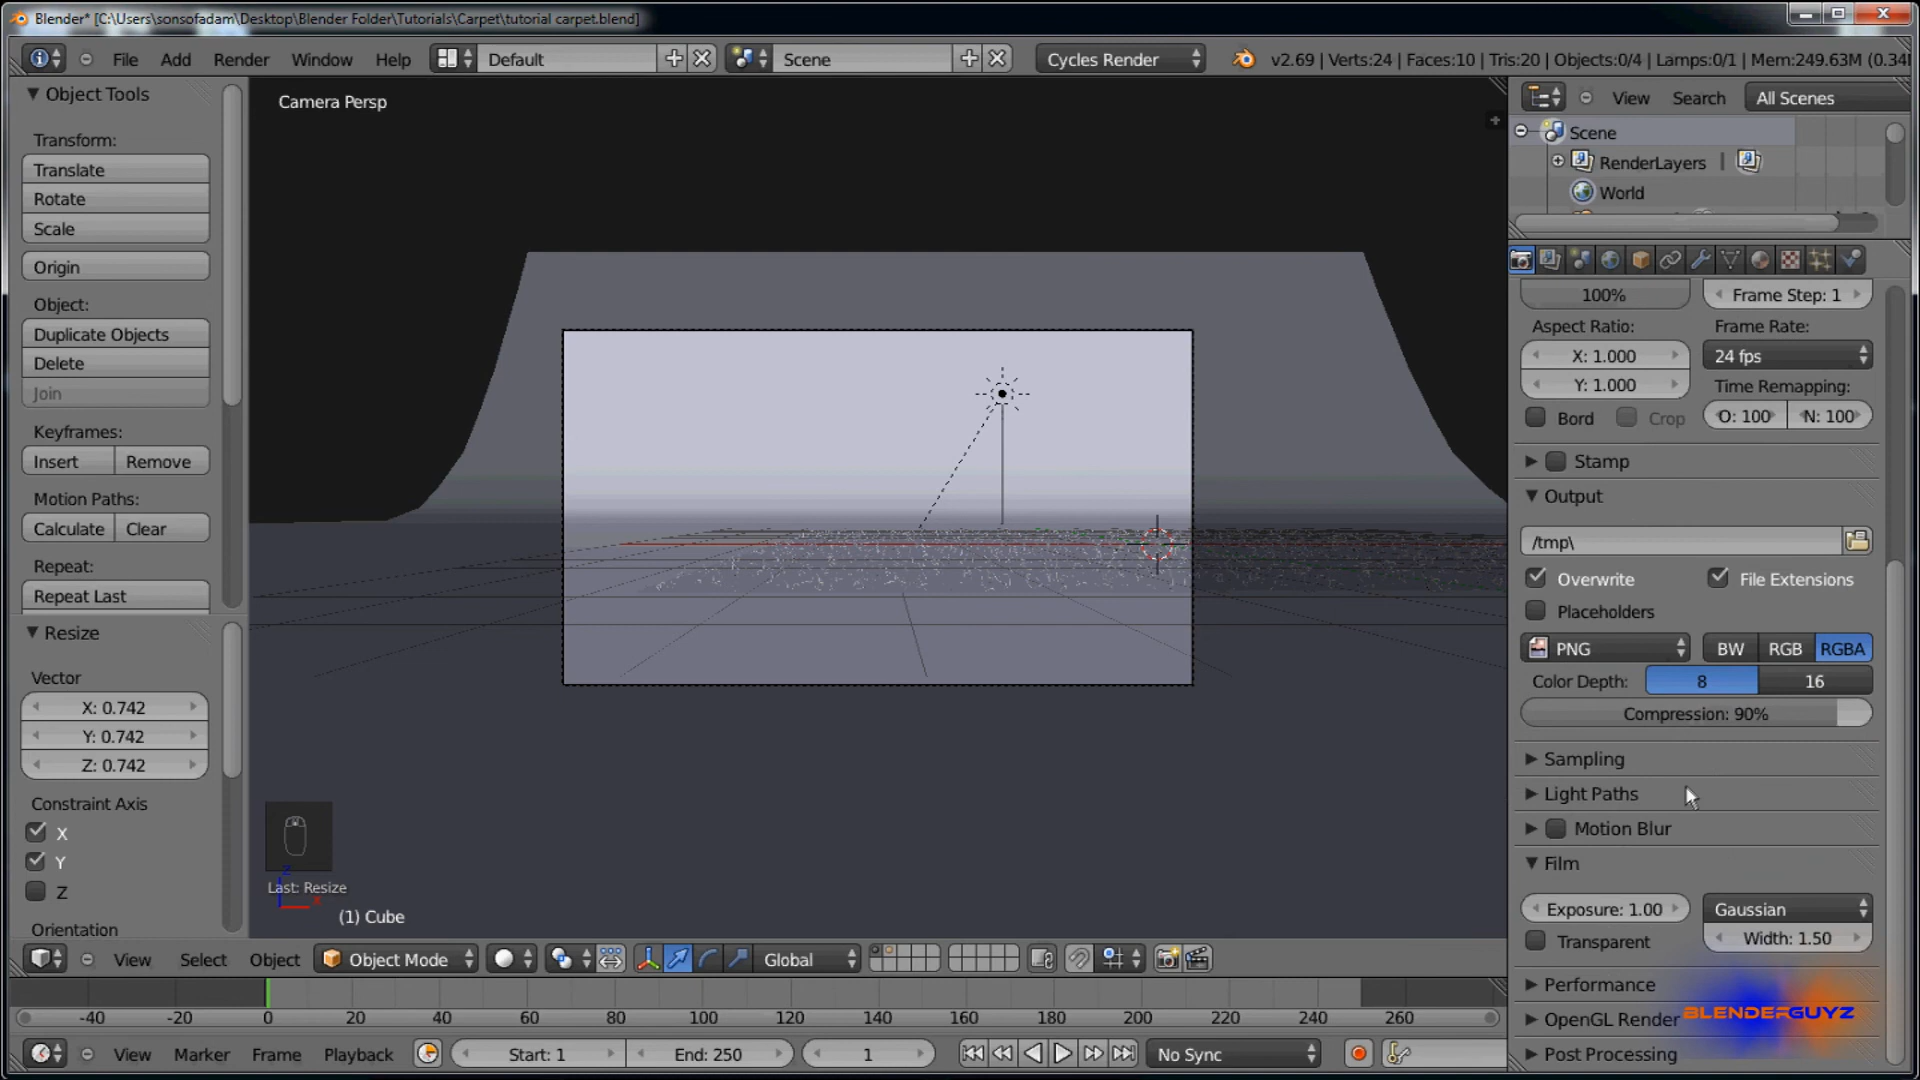 Blender* [C:\Users\sonsofadam\Desktop\Blender Folder\Tutorials\Carpet\tutorial carpet.blend]
File Add Render Window Help Default Scene Cycles Render v2.69 | Verts:24 | Faces:10 | Tris:20 | Objects:0/4 | Lamps:0/1 | Mem:249.63M (0.34
Object Tools
Camera Persp
View Search All Scenes
Scene
RenderLayers
World
Transform:
Translate
Rotate
Scale
Origin
Object:
Duplicate Objects
Delete
Join
Keyframes:
Insert Remove
Motion Paths:
Calculate Clear
Repeat:
Repeat Last
Resize
Vector
X: 0.742
Y: 0.742
Z: 0.742
Constraint Axis
X
Y
Z
Orientation
Last: Resize
(1) Cube
100% Frame Step: 1
Aspect Ratio: Frame Rate:
X: 1.000 24 fps
Y: 1.000 Time Remapping:
Bord Crop O: 100 N: 100
Stamp
Output
/tmp\
Overwrite File Extensions
Placeholders
PNG BW RGB RGBA
Color Depth: 8 16
Compression: 90%
Sampling
Light Paths
Motion Blur
Film
Exposure: 1.00 Gaussian
Transparent Width: 1.50
Performance
OpenGL Render
Post Processing
BLENDERGUYZ
View Select Object Object Mode Global
-40 -20 0 20 40 60 80 100 120 140 160 180 200 220 240 260
View Marker Frame Playback Start: 1 End: 250 1 No Sync